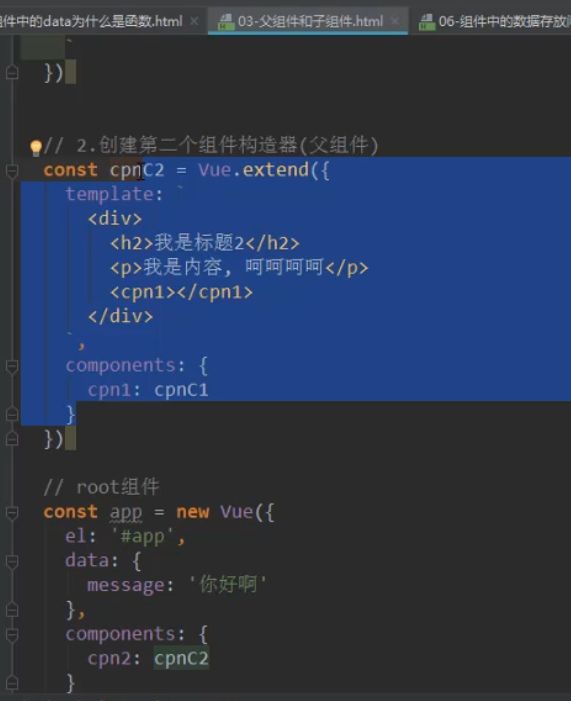 件中的data为什么是函数.html × 03-父组件和子组件.html × 06-组件中的数据存放问
`
})
// 2.创建第二个组件构造器(父组件)
const cpnC2 = Vue.extend({
template: `
<div>
<h2>我是标题2</h2>
<p>我是内容, 呵呵呵呵</p>
<cpn1></cpn1>
</div>
`,
components: {
cpn1: cpnC1
}
})
// root组件
const app = new Vue({
el: '#app',
data: {
message: '你好啊'
},
components: {
cpn2: cpnC2
}